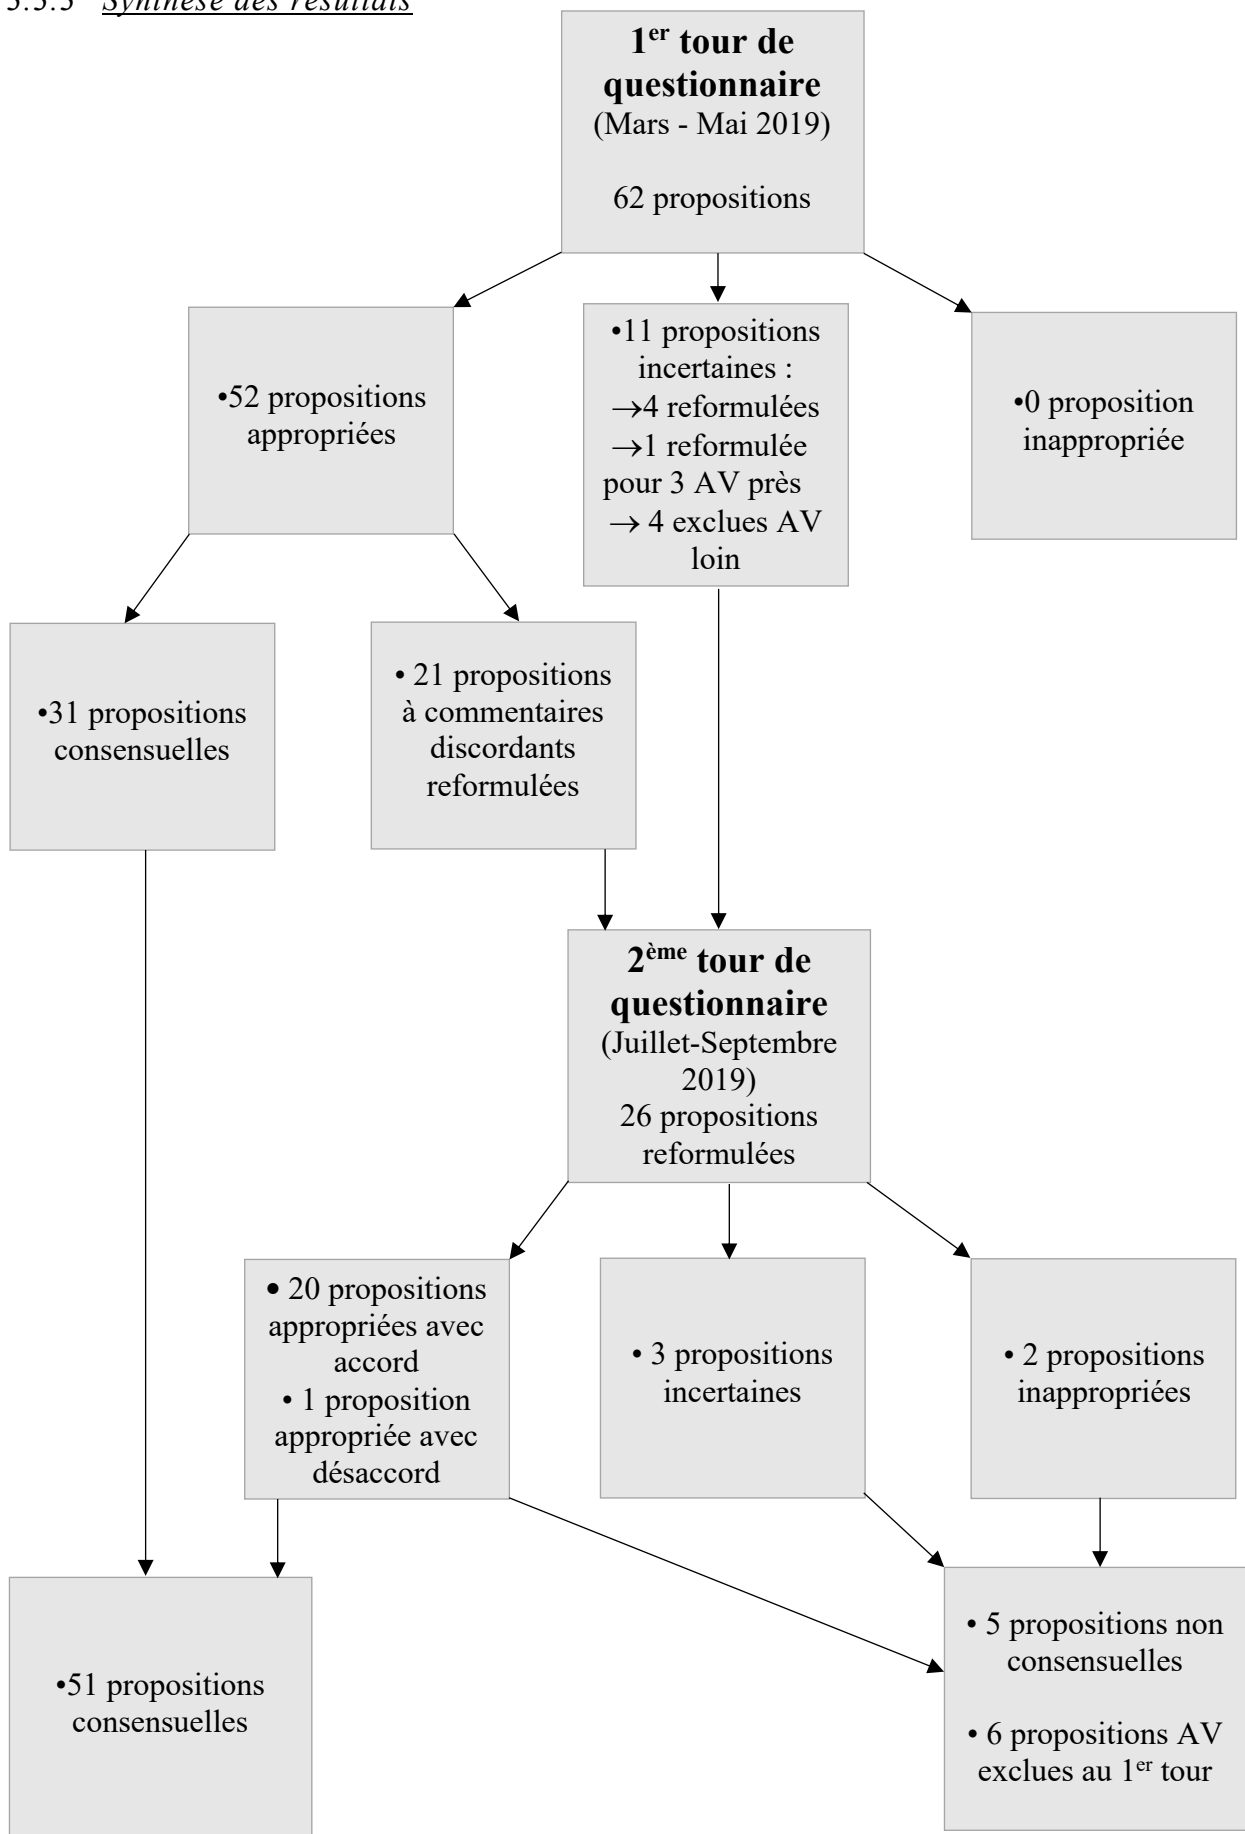 3.3.3 Synthèse des résultats
1er tour de
questionnaire
(Mars - Mai 2019)
62 propositions
•52 propositions
appropriées
•11 propositions
incertaines :
→4 reformulées
→1 reformulée
pour 3 AV près
→ 4 exclues AV
loin
•0 proposition
inappropriée
•31 propositions
consensuelles
• 21 propositions
à commentaires
discordants
reformulées
2ème tour de
questionnaire
(Juillet-Septembre
2019)
26 propositions
reformulées
• 20 propositions
appropriées avec
accord
• 1 proposition
appropriée avec
désaccord
• 3 propositions
incertaines
• 2 propositions
inappropriées
•51 propositions
consensuelles
• 5 propositions non
consensuelles
• 6 propositions AV
exclues au 1er tour